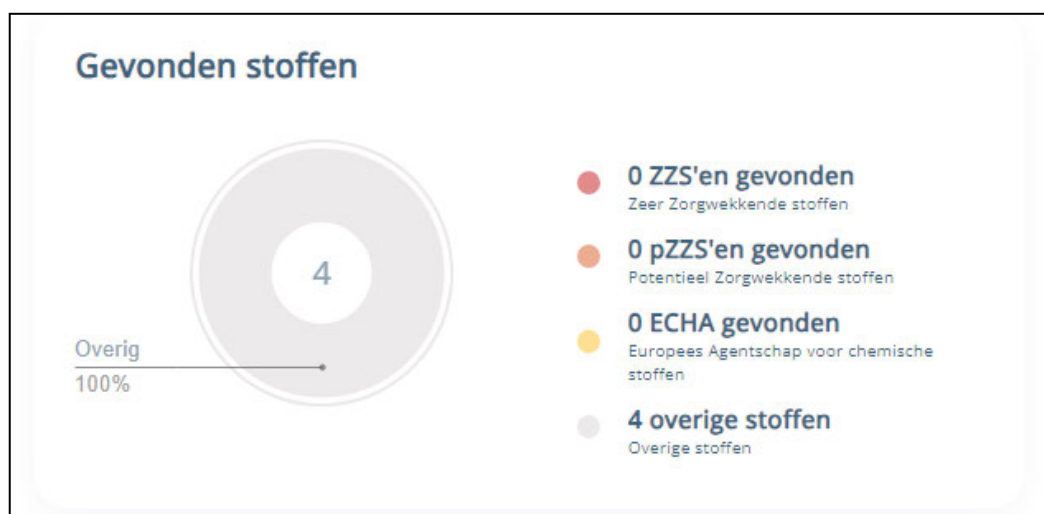 Gevonden stoffen
4
Overig
100%
0 ZZS'en gevonden
Zeer Zorgwekkende stoffen
0 pZZS'en gevonden
Potentieel Zorgwekkende stoffen
0 ECHA gevonden
Europees Agentschap voor chemische
stoffen
4 overige stoffen
Overige stoffen